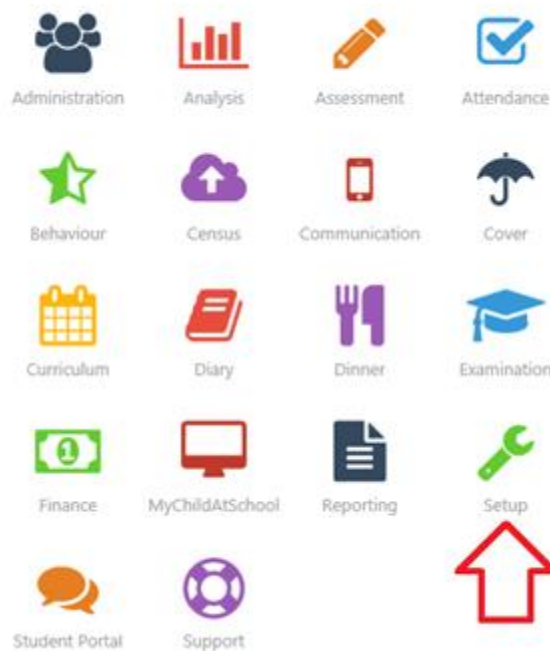 Administration Analysis Assessment Attendance
Behaviour Census Communication Cover
Curriculum Diary Dinner Examination
1
Finance MyChildAtSchool Reporting Setup
Student Portal Support